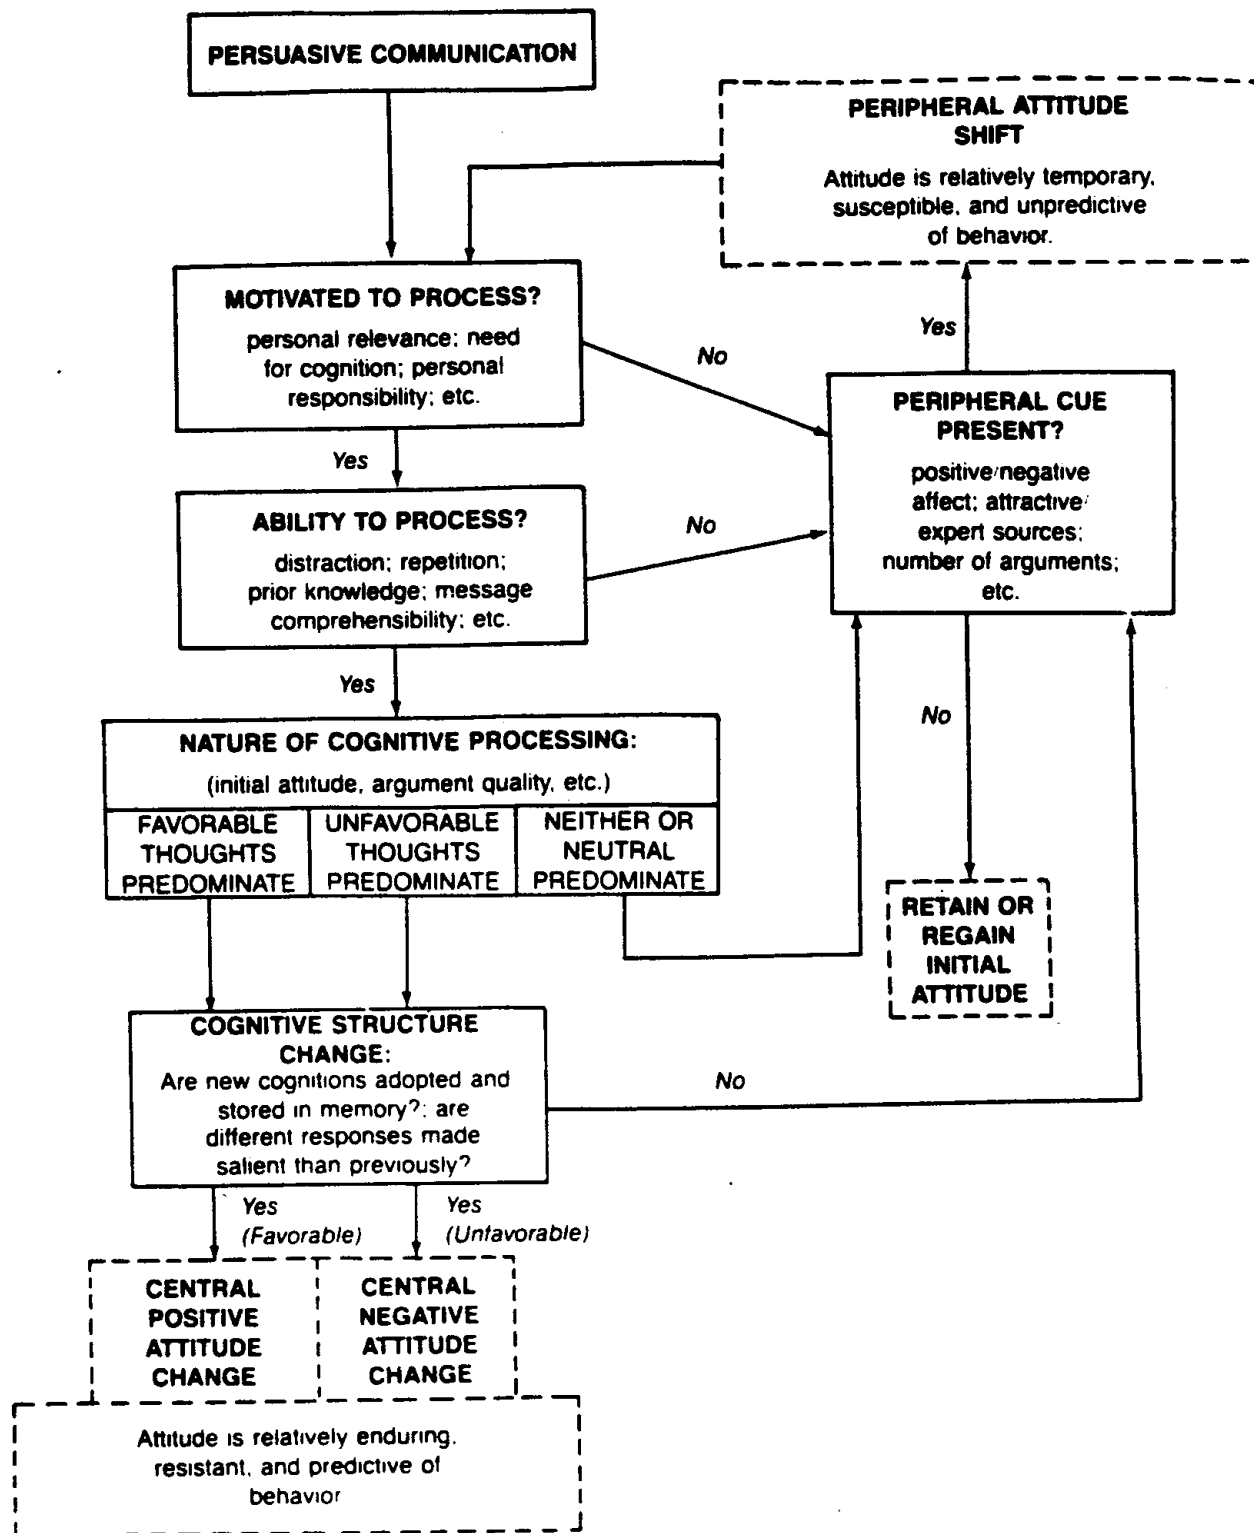 PERSUASIVE COMMUNICATION
PERIPHERAL ATTITUDE
SHIFT
Attitude is relatively temporary,
susceptible, and unpredictive
of behavior.
MOTIVATED TO PROCESS?
personal relevance; need
for cognition; personal
responsibility; etc.
No
Yes
PERIPHERAL CUE
PRESENT?
positive/negative
affect; attractive/
expert sources;
number of arguments;
etc.
Yes
ABILITY TO PROCESS?
distraction; repetition;
prior knowledge; message
comprehensibility; etc.
No
Yes
NATURE OF COGNITIVE PROCESSING:
(initial attitude, argument quality, etc.)
FAVORABLE
THOUGHTS
PREDOMINATE
UNFAVORABLE
THOUGHTS
PREDOMINATE
NEITHER OR
NEUTRAL
PREDOMINATE
No
RETAIN OR
REGAIN
INITIAL
ATTITUDE
COGNITIVE STRUCTURE
CHANGE:
Are new cognitions adopted and
stored in memory?; are
different responses made
salient than previously?
No
Yes
(Favorable)
Yes
(Unfavorable)
CENTRAL
POSITIVE
ATTITUDE
CHANGE
CENTRAL
NEGATIVE
ATTITUDE
CHANGE
Attitude is relatively enduring,
resistant, and predictive of
behavior